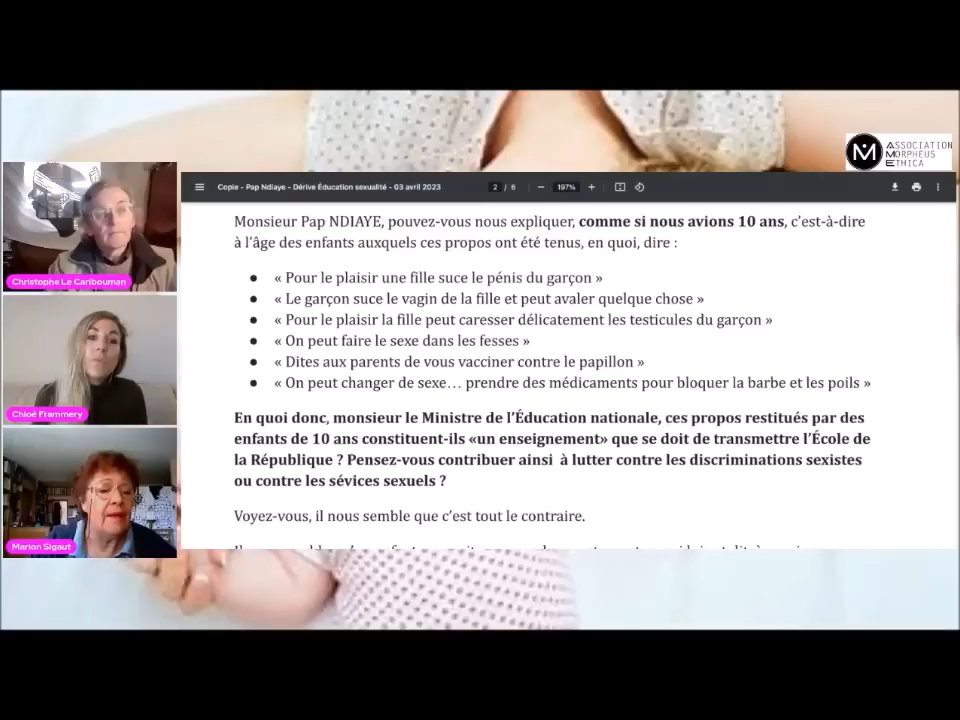 ASSOCIATION
MORPHEUS
ETHICA
Copie - Pap Ndiaye - Dérive Éducation sexualité - 03 avril 2023
2 / 6
197%
Monsieur Pap NDIAYE, pouvez-vous nous expliquer, comme si nous avions 10 ans, c'est-à-dire
à l'âge des enfants auxquels ces propos ont été tenus, en quoi, dire :
● « Pour le plaisir une fille suce le pénis du garçon »
● « Le garçon suce le vagin de la fille et peut avaler quelque chose »
● « Pour le plaisir la fille peut caresser délicatement les testicules du garçon »
● « On peut faire le sexe dans les fesses »
● « Dites aux parents de vous vacciner contre le papillon »
● « On peut changer de sexe… prendre des médicaments pour bloquer la barbe et les poils »
En quoi donc, monsieur le Ministre de l'Éducation nationale, ces propos restitués par des
enfants de 10 ans constituent-ils «un enseignement» que se doit de transmettre l'École de
la République ? Pensez-vous contribuer ainsi à lutter contre les discriminations sexistes
ou contre les sévices sexuels ?
Voyez-vous, il nous semble que c'est tout le contraire.
Christophe Le Caribouman
Chloé Frammery
Marion Sigaut